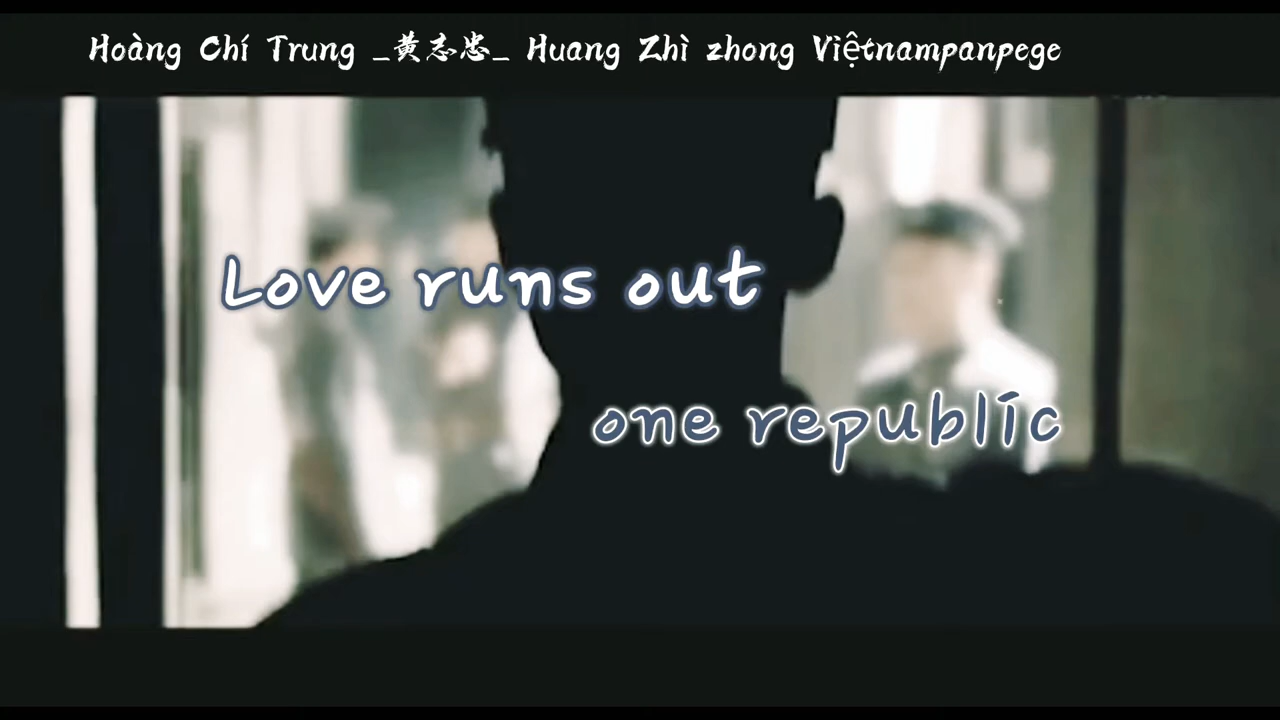 Hoàng Chí Trung _黄志忠_ Huang Zhì zhong Việtnampanpege
Love runs out
one republic